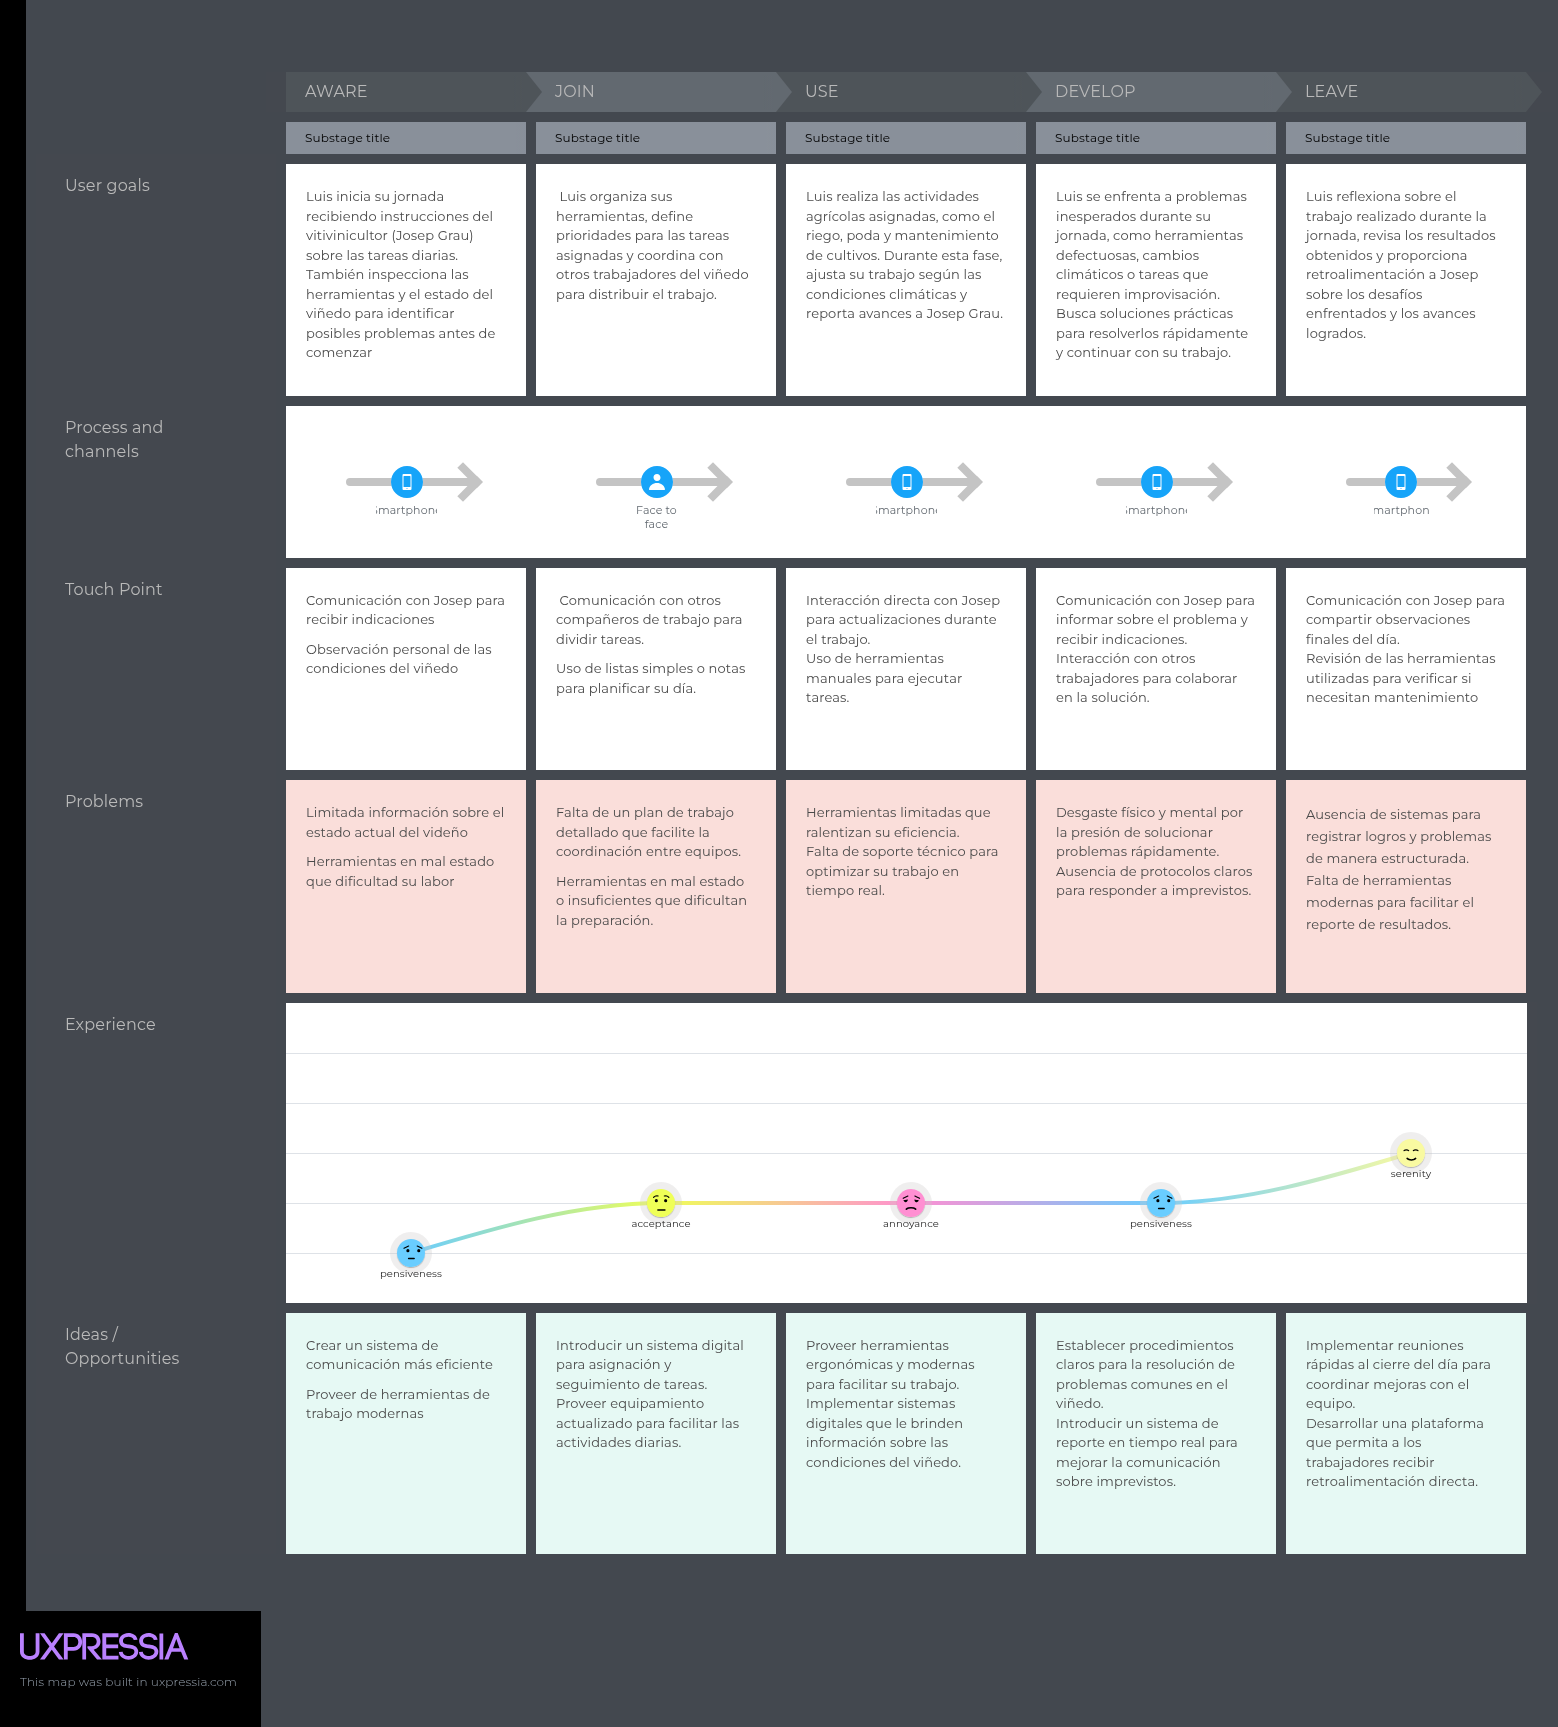 AWARE
JOIN
USE
DEVELOP
LEAVE
Substage title
Substage title
Substage title
Substage title
Substage title
User goals
Luis inicia su jornada
recibiendo instrucciones del
vitivinicultor (Josep Grau)
sobre las tareas diarias.
También inspecciona las
herramientas y el estado del
viñedo para identificar
posibles problemas antes de
comenzar
Luis organiza sus
herramientas, define
prioridades para las tareas
asignadas y coordina con
otros trabajadores del viñedo
para distribuir el trabajo.
Luis realiza las actividades
agrícolas asignadas, como el
riego, poda y mantenimiento
de cultivos. Durante esta fase,
ajusta su trabajo según las
condiciones climáticas y
reporta avances a Josep Grau.
Luis se enfrenta a problemas
inesperados durante su
jornada, como herramientas
defectuosas, cambios
climáticos o tareas que
requieren improvisación.
Busca soluciones prácticas
para resolverlos rápidamente
y continuar con su trabajo.
Luis reflexiona sobre el
trabajo realizado durante la
jornada, revisa los resultados
obtenidos y proporciona
retroalimentación a Josep
sobre los desafíos
enfrentados y los avances
logrados.
Process and
channels
martphon
Face to
face
martphon
martphon
martphon
Touch Point
Comunicación con Josep para
recibir indicaciones
Observación personal de las
condiciones del viñedo
Comunicación con otros
compañeros de trabajo para
dividir tareas.
Uso de listas simples o notas
para planificar su día.
Interacción directa con Josep
para actualizaciones durante
el trabajo.
Uso de herramientas
manuales para ejecutar
tareas.
Comunicación con Josep para
informar sobre el problema y
recibir indicaciones.
Interacción con otros
trabajadores para colaborar
en la solución.
Comunicación con Josep para
compartir observaciones
finales del día.
Revisión de las herramientas
utilizadas para verificar si
necesitan mantenimiento
Problems
Limitada información sobre el
estado actual del videño
Herramientas en mal estado
que dificultad su labor
Falta de un plan de trabajo
detallado que facilite la
coordinación entre equipos.
Herramientas en mal estado
o insuficientes que dificultan
la preparación.
Herramientas limitadas que
ralentizan su eficiencia.
Falta de soporte técnico para
optimizar su trabajo en
tiempo real.
Desgaste físico y mental por
la presión de solucionar
problemas rápidamente.
Ausencia de protocolos claros
para responder a imprevistos.
Ausencia de sistemas para
registrar logros y problemas
de manera estructurada.
Falta de herramientas
modernas para facilitar el
reporte de resultados.
Experience
pensiveness
acceptance
annoyance
pensiveness
serenity
Ideas /
Opportunities
Crear un sistema de
comunicación más eficiente
Proveer de herramientas de
trabajo modernas
Introducir un sistema digital
para asignación y
seguimiento de tareas.
Proveer equipamiento
actualizado para facilitar las
actividades diarias.
Proveer herramientas
ergonómicas y modernas
para facilitar su trabajo.
Implementar sistemas
digitales que le brinden
información sobre las
condiciones del viñedo.
Establecer procedimientos
claros para la resolución de
problemas comunes en el
viñedo.
Introducir un sistema de
reporte en tiempo real para
mejorar la comunicación
sobre imprevistos.
Implementar reuniones
rápidas al cierre del día para
coordinar mejoras con el
equipo.
Desarrollar una plataforma
que permita a los
trabajadores recibir
retroalimentación directa.
UXPRESSIA
This map was built in uxpressia.com